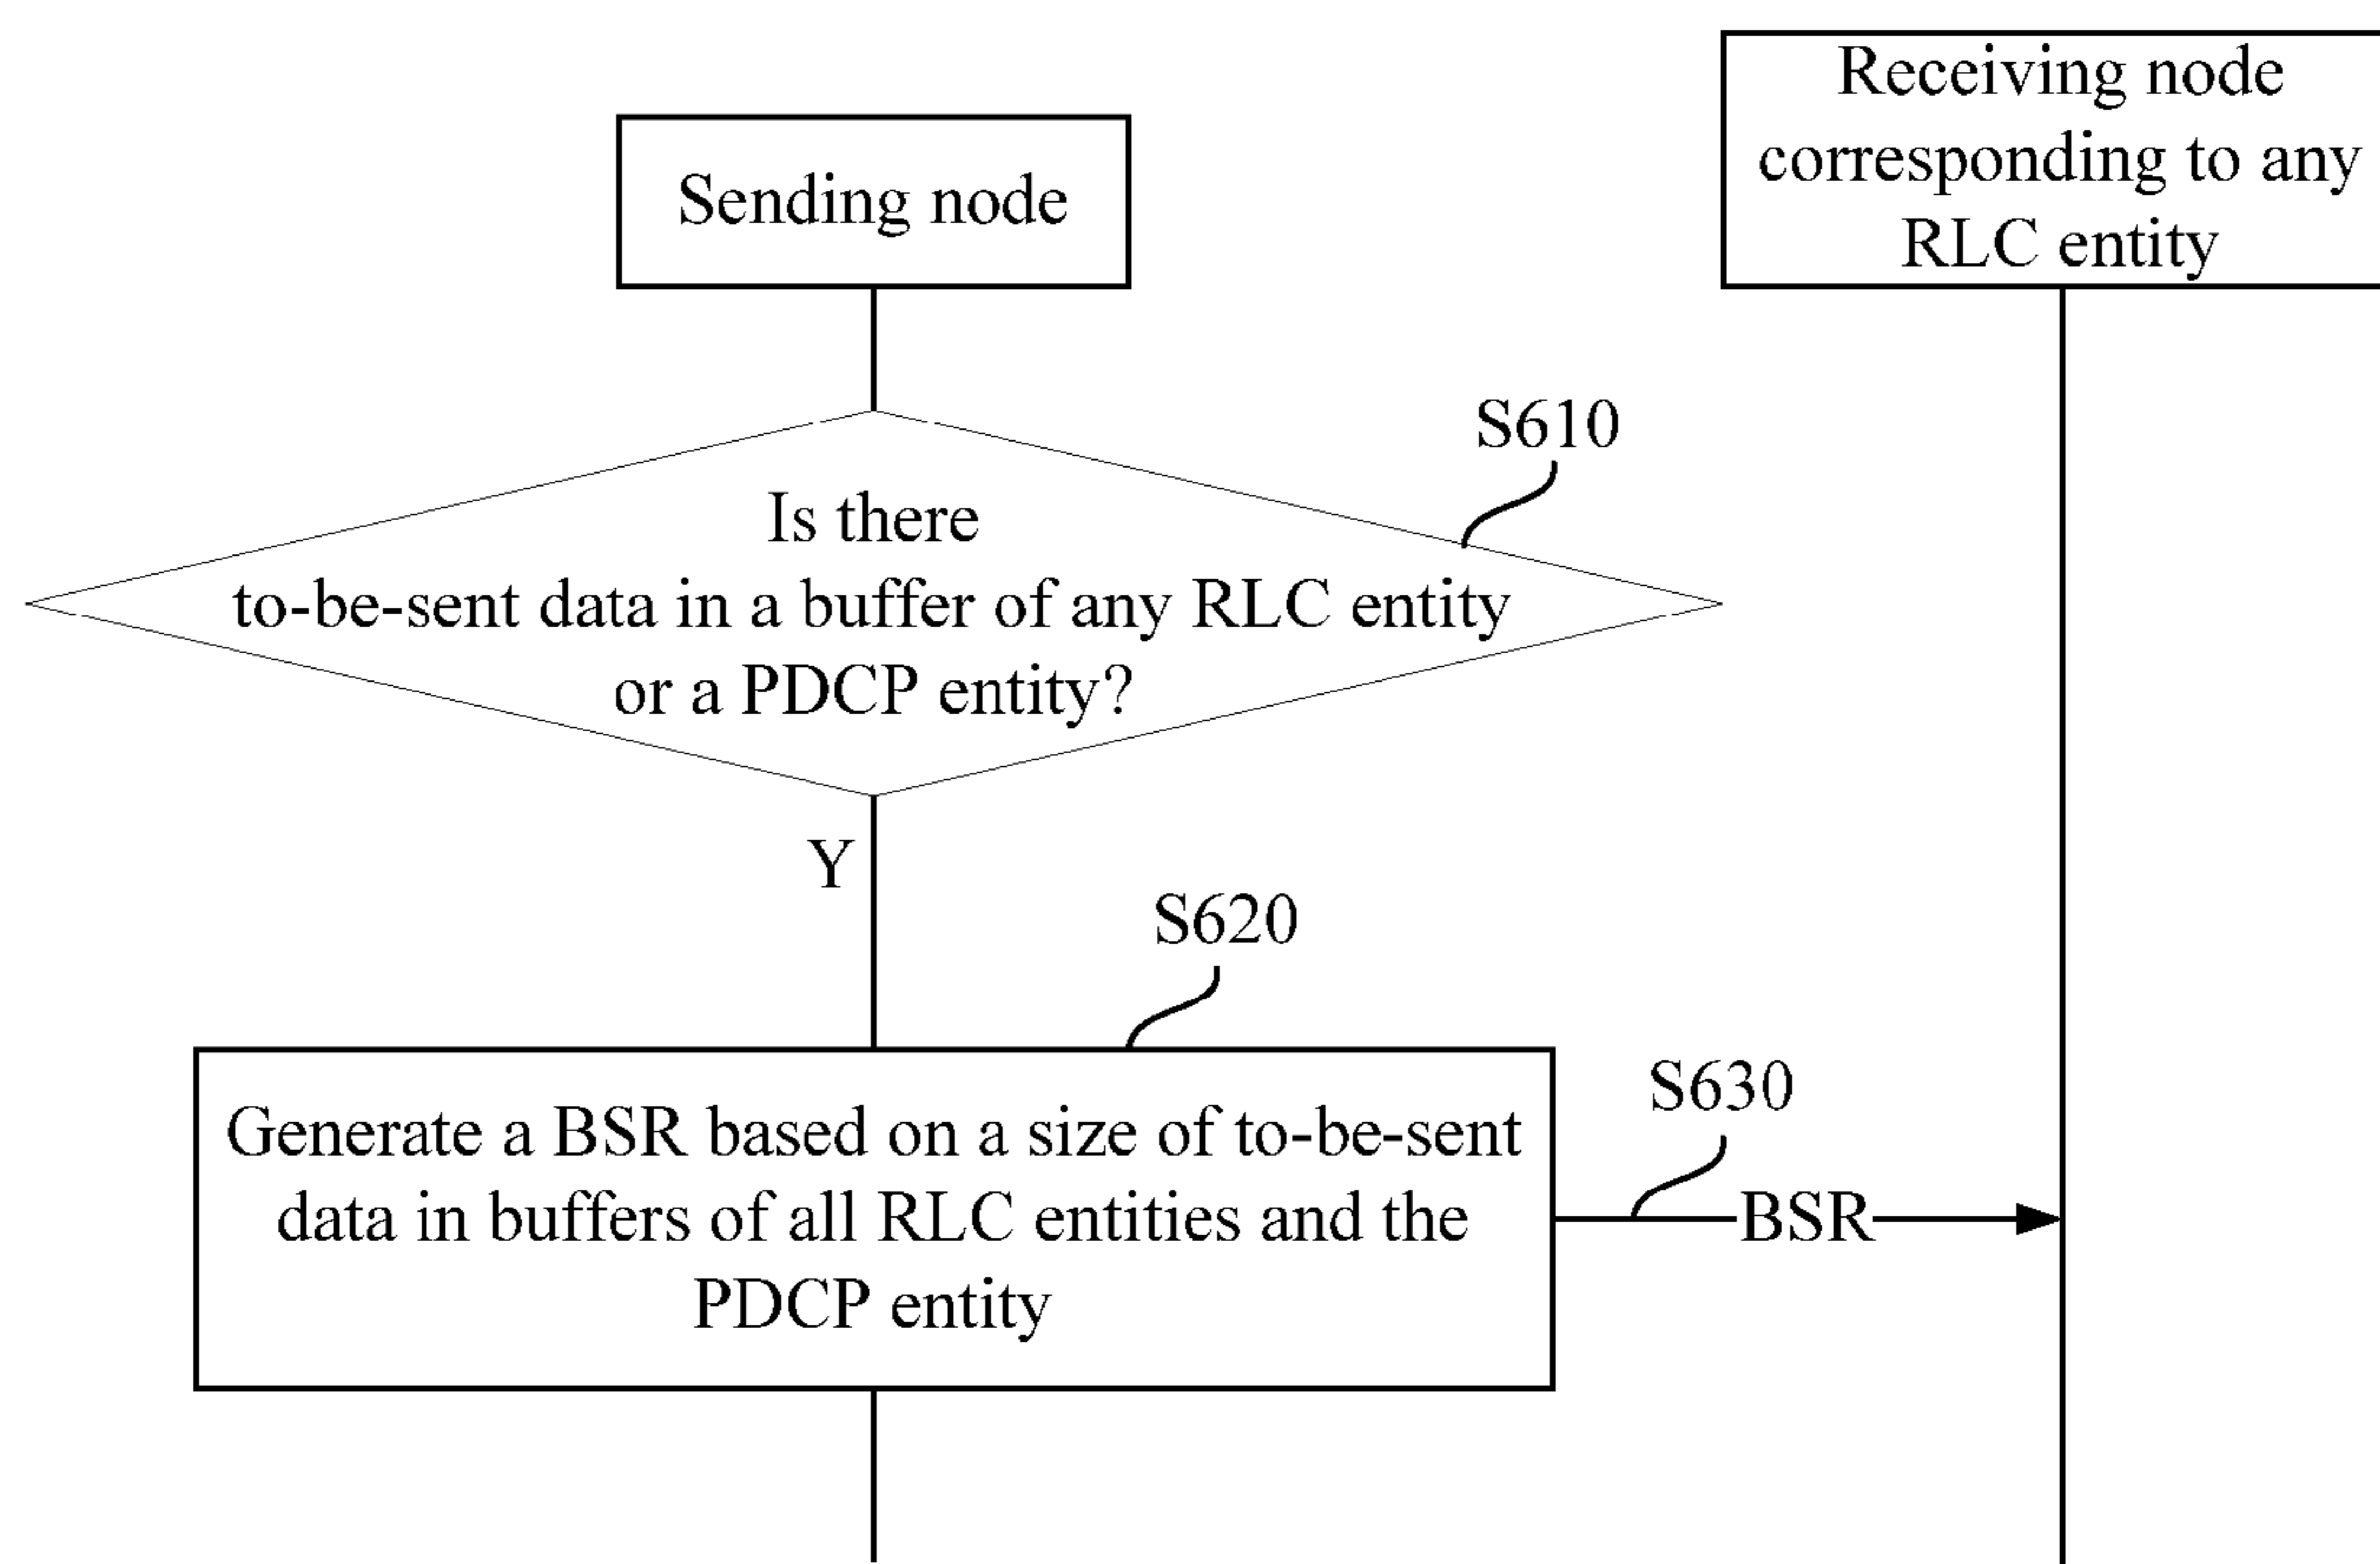 Sending node
Receiving node
corresponding to any
RLC entity
S610
Is there
to-be-sent data in a buffer of any RLC entity
or a PDCP entity?
Y
S620
Generate a BSR based on a size of to-be-sent
data in buffers of all RLC entities and the
PDCP entity
S630
BSR